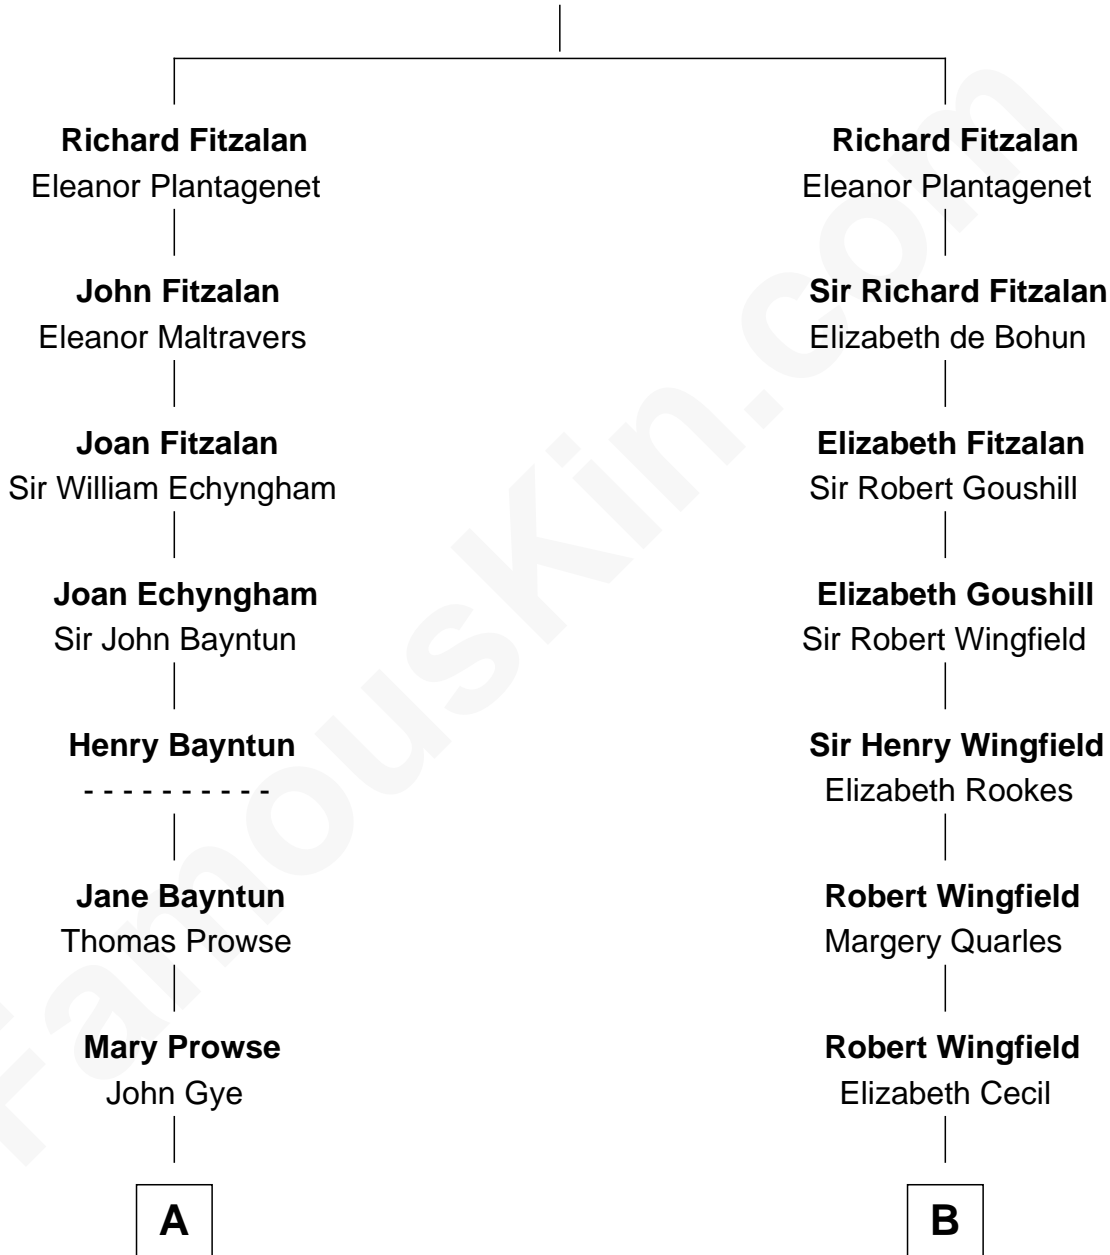 Richard Fitzalan
Eleanor Plantagenet
John Fitzalan
Eleanor Maltravers
Joan Fitzalan
Sir William Echyngham
Joan Echyngham
Sir John Bayntun
Henry Bayntun
- - - - - - - - - -
Jane Bayntun
Thomas Prowse
Mary Prowse
John Gye
A
Richard Fitzalan
Eleanor Plantagenet
Sir Richard Fitzalan
Elizabeth de Bohun
Elizabeth Fitzalan
Sir Robert Goushill
Elizabeth Goushill
Sir Robert Wingfield
Sir Henry Wingfield
Elizabeth Rookes
Robert Wingfield
Margery Quarles
Robert Wingfield
Elizabeth Cecil
B
FamousKin.com